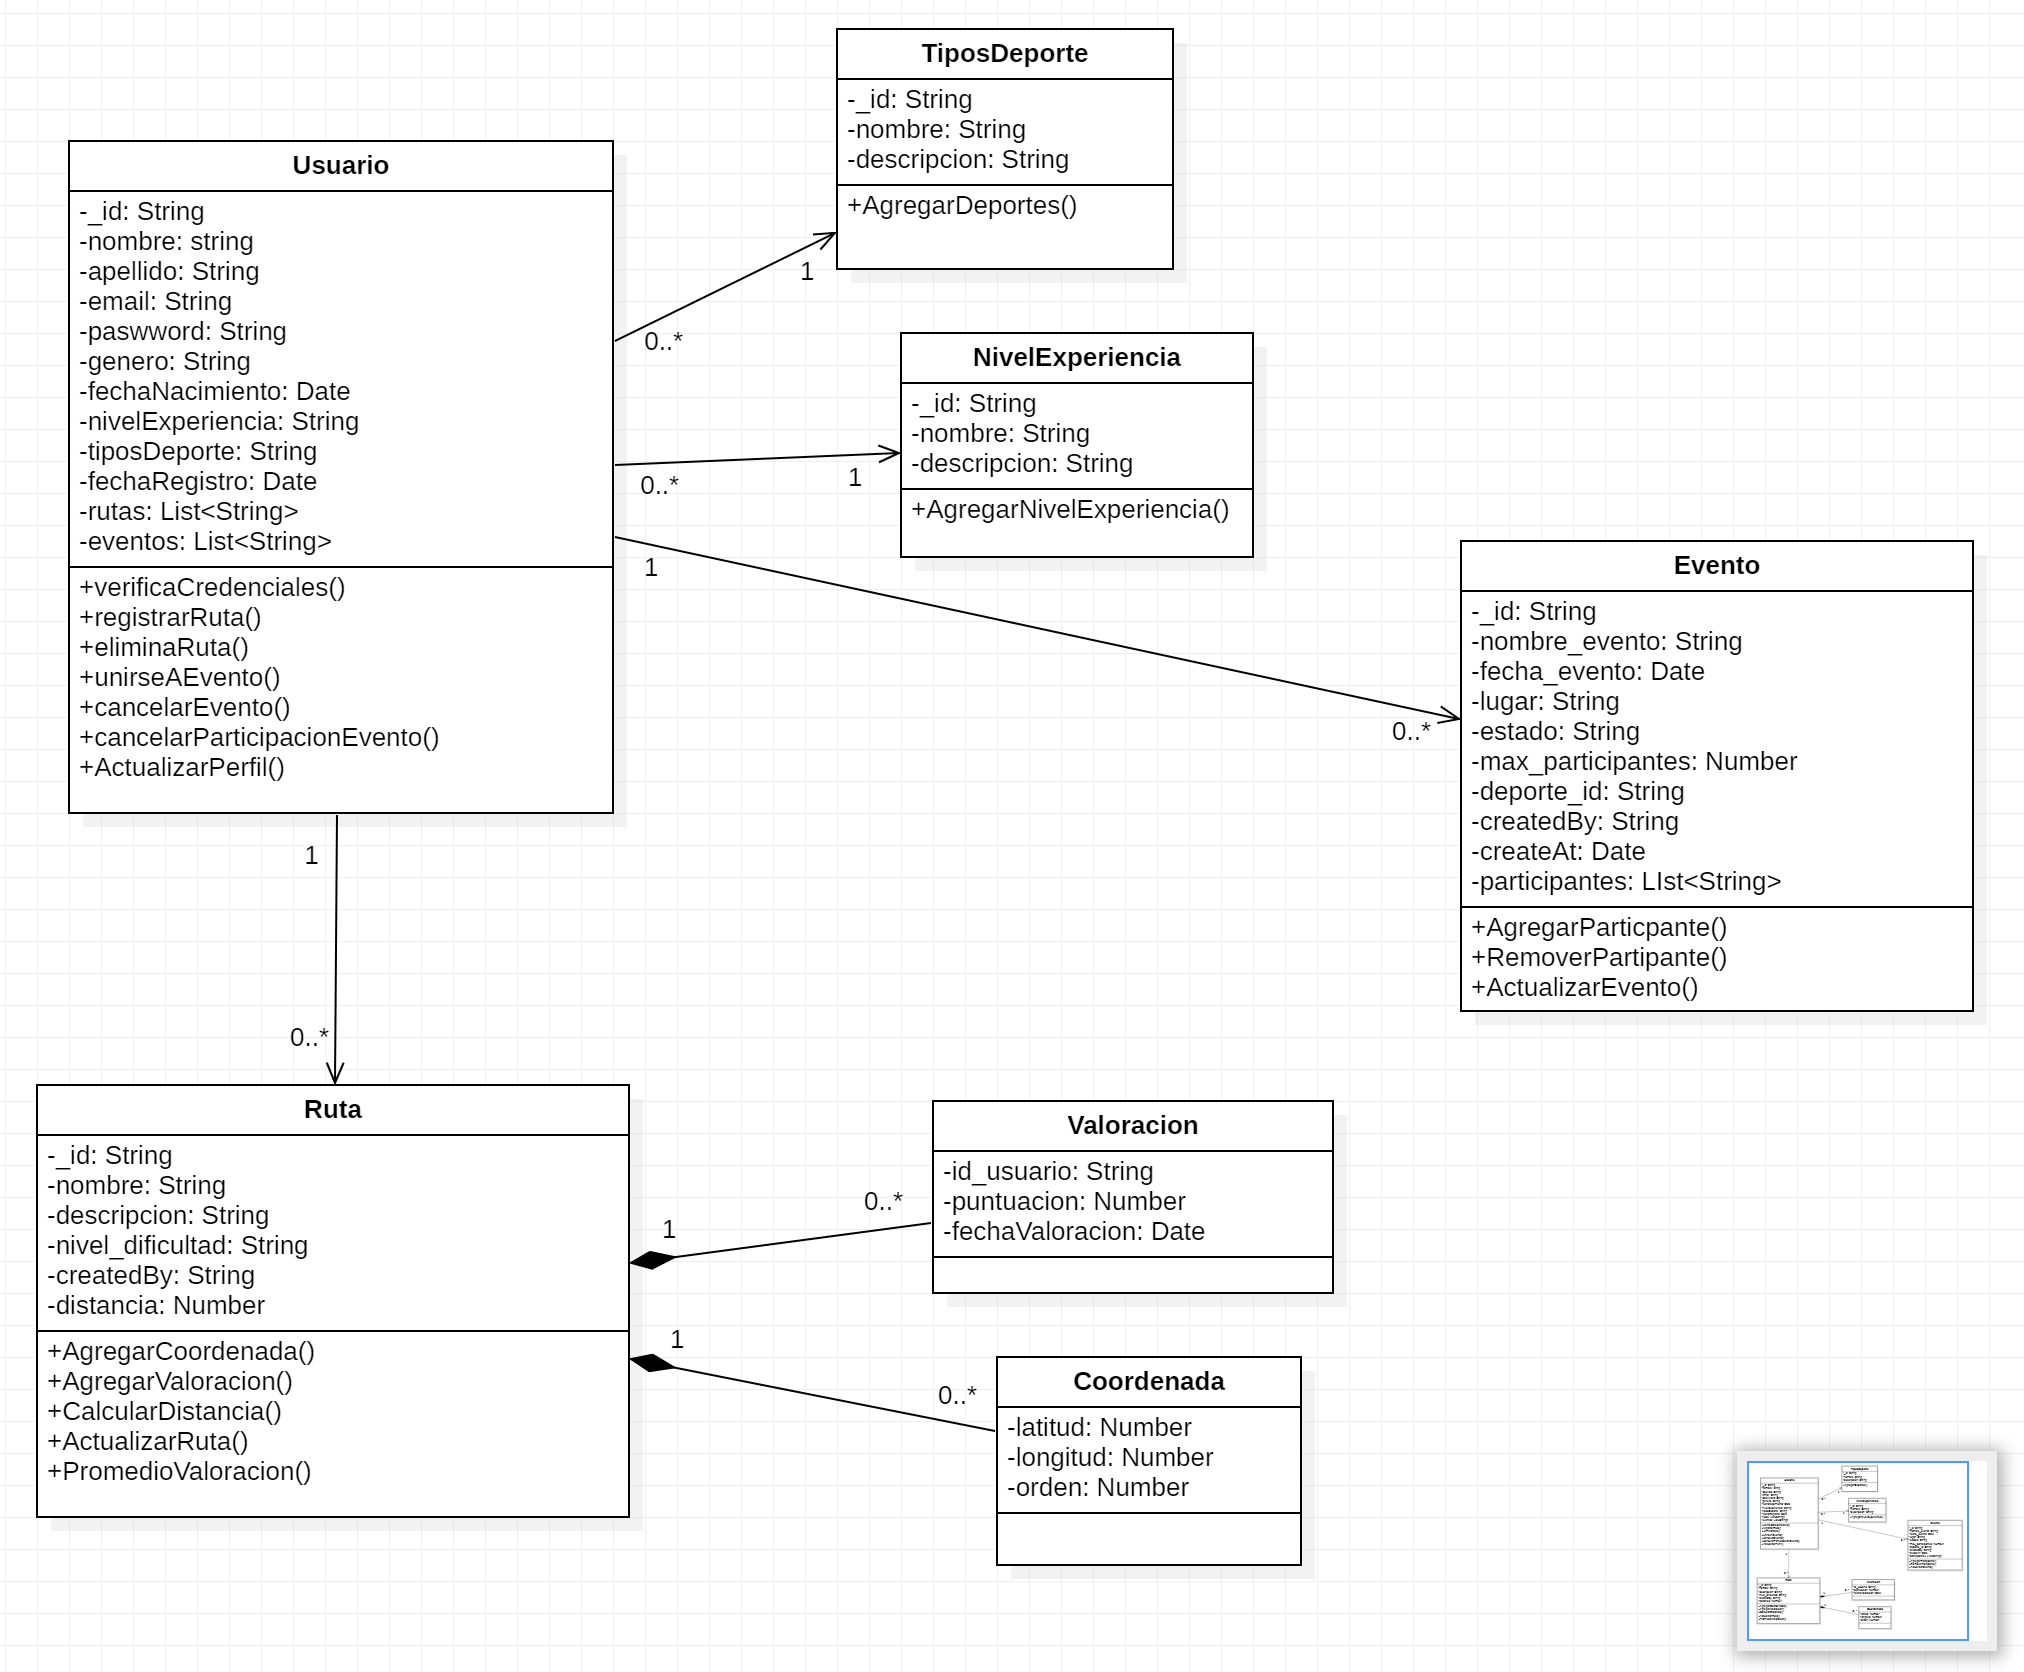 TiposDeporte
-_id: String
-nombre: String
-descripcion: String
+AgregarDeportes()
Usuario
-_id: String
-nombre: string
-apellido: String
-email: String
-paswword: String
-genero: String
-fechaNacimiento: Date
-nivelExperiencia: String
-tiposDeporte: String
-fechaRegistro: Date
-rutas: List<String>
-eventos: List<String>
+verificaCredenciales()
+registrarRuta()
+eliminaRuta()
+unirseAEvento()
+cancelarEvento()
+cancelarParticipacionEvento()
+ActualizarPerfil()
1
0..*
NivelExperiencia
-_id: String
-nombre: String
-descripcion: String
+AgregarNivelExperiencia()
0..*
1
1
0..*
Evento
-_id: String
-nombre_evento: String
-fecha_evento: Date
-lugar: String
-estado: String
-max_participantes: Number
-deporte_id: String
-createdBy: String
-createAt: Date
-participantes: LIst<String>
+AgregarParticpante()
+RemoverPartipante()
+ActualizarEvento()
1
0..*
Ruta
-_id: String
-nombre: String
-descripcion: String
-nivel_dificultad: String
-createdBy: String
-distancia: Number
+AgregarCoordenada()
+AgregarValoracion()
+CalcularDistancia()
+ActualizarRuta()
+PromedioValoracion()
1
0..*
Valoracion
-id_usuario: String
-puntuacion: Number
-fechaValoracion: Date
1
0..*
Coordenada
-latitud: Number
-longitud: Number
-orden: Number